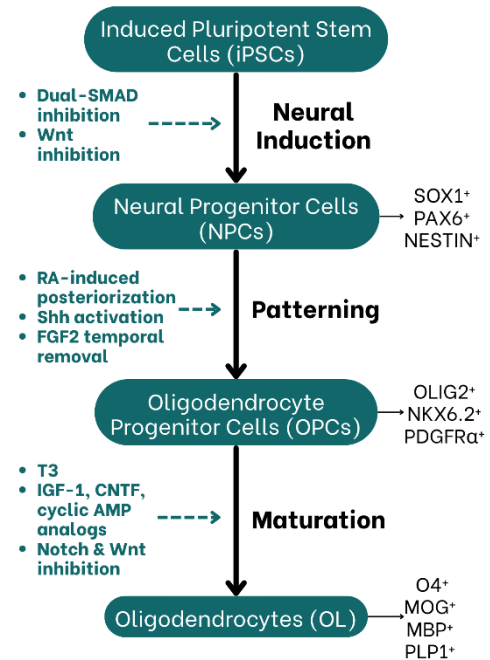 Induced Pluripotent Stem
Cells (iPSCs)
• Dual-SMAD
inhibition
• Wnt
inhibition
Neural
Induction
Neural Progenitor Cells
(NPCs)
SOX1⁺
PAX6⁺
NESTIN⁺
• RA-induced
posteriorization
• Shh activation
• FGF2 temporal
removal
Patterning
Oligodendrocyte
Progenitor Cells (OPCs)
OLIG2⁺
NKX6.2⁺
PDGFRα⁺
• T3
• IGF-1, CNTF,
cyclic AMP
analogs
• Notch & Wnt
inhibition
Maturation
Oligodendrocytes (OL)
O4⁺
MOG⁺
MBP⁺
PLP1⁺